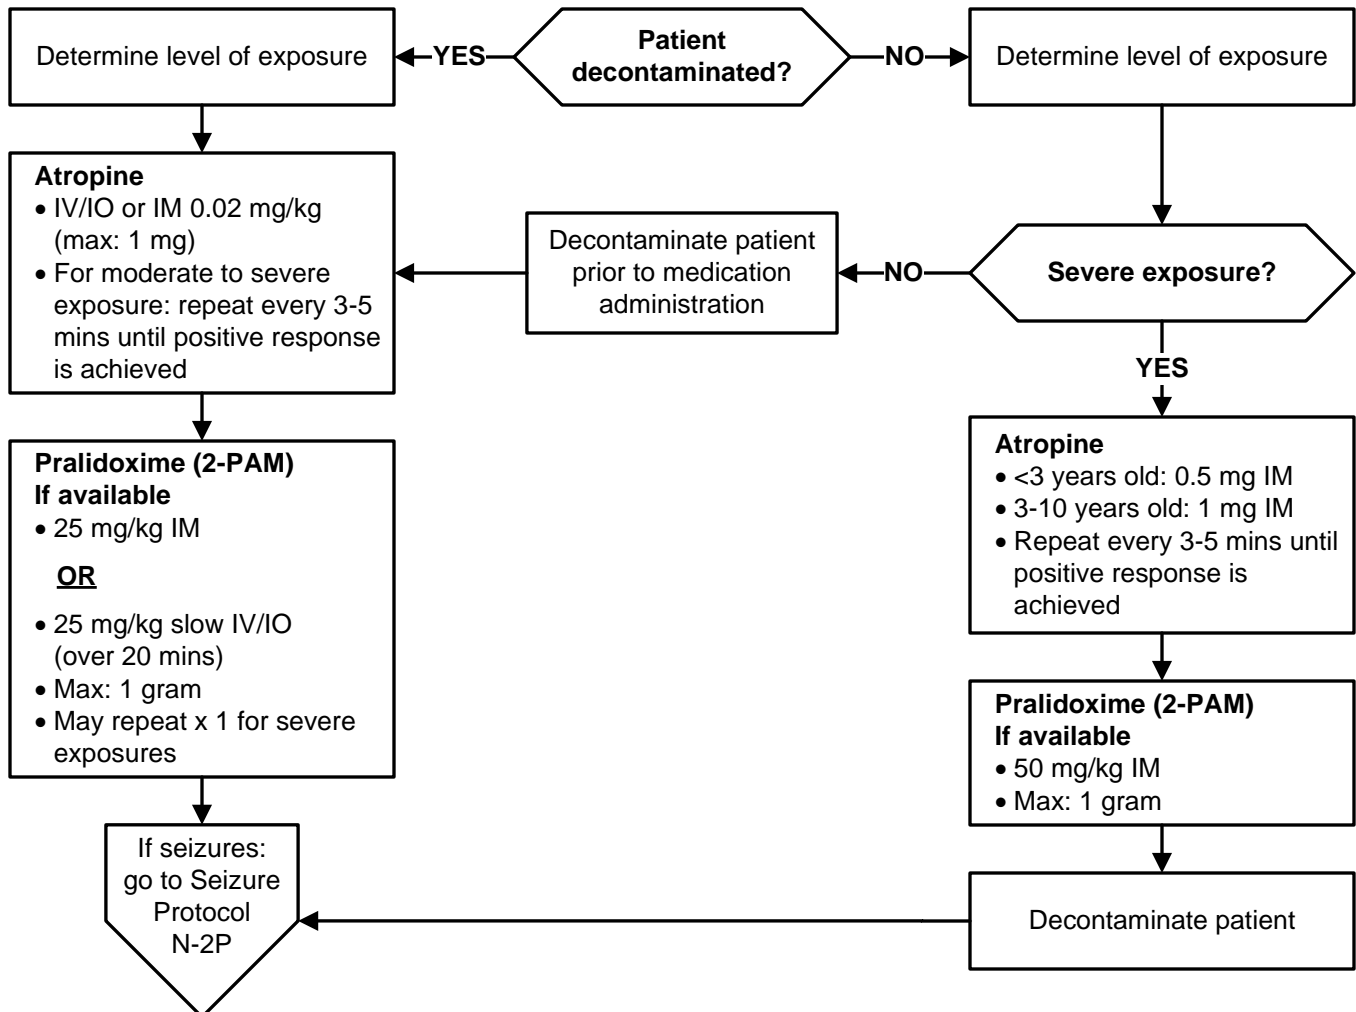 Patient
decontaminated?
YES
NO
Determine level of exposure
Determine level of exposure
Atropine
• IV/IO or IM 0.02 mg/kg
(max: 1 mg)
• For moderate to severe
exposure: repeat every 3-5
mins until positive response
is achieved
Decontaminate patient
prior to medication
administration
NO
Severe exposure?
YES
Pralidoxime (2-PAM)
If available
• 25 mg/kg IM
OR
• 25 mg/kg slow IV/IO
(over 20 mins)
• Max: 1 gram
• May repeat x 1 for severe
exposures
Atropine
• <3 years old: 0.5 mg IM
• 3-10 years old: 1 mg IM
• Repeat every 3-5 mins until
positive response is
achieved
Pralidoxime (2-PAM)
If available
• 50 mg/kg IM
• Max: 1 gram
Decontaminate patient
If seizures:
go to Seizure
Protocol
N-2P